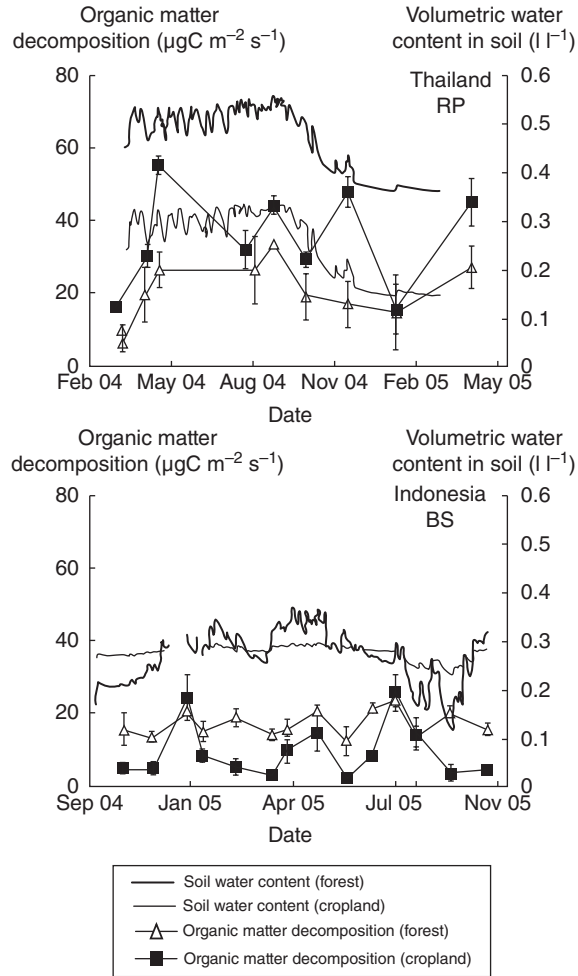 Organic matter
decomposition (μgC m⁻² s⁻¹)
Volumetric water
content in soil (l l⁻¹)
Thailand
RP
80
60
40
20
0
0.6
0.5
0.4
0.3
0.2
0.1
0
Feb 04 May 04 Aug 04 Nov 04 Feb 05 May 05
Date
Organic matter
decomposition (μgC m⁻² s⁻¹)
Volumetric water
content in soil (l l⁻¹)
Indonesia
BS
80
60
40
20
0
0.6
0.5
0.4
0.3
0.2
0.1
0
Sep 04 Jan 05 Apr 05 Jul 05 Nov 05
Date
Soil water content (forest)
Soil water content (cropland)
Organic matter decomposition (forest)
Organic matter decomposition (cropland)